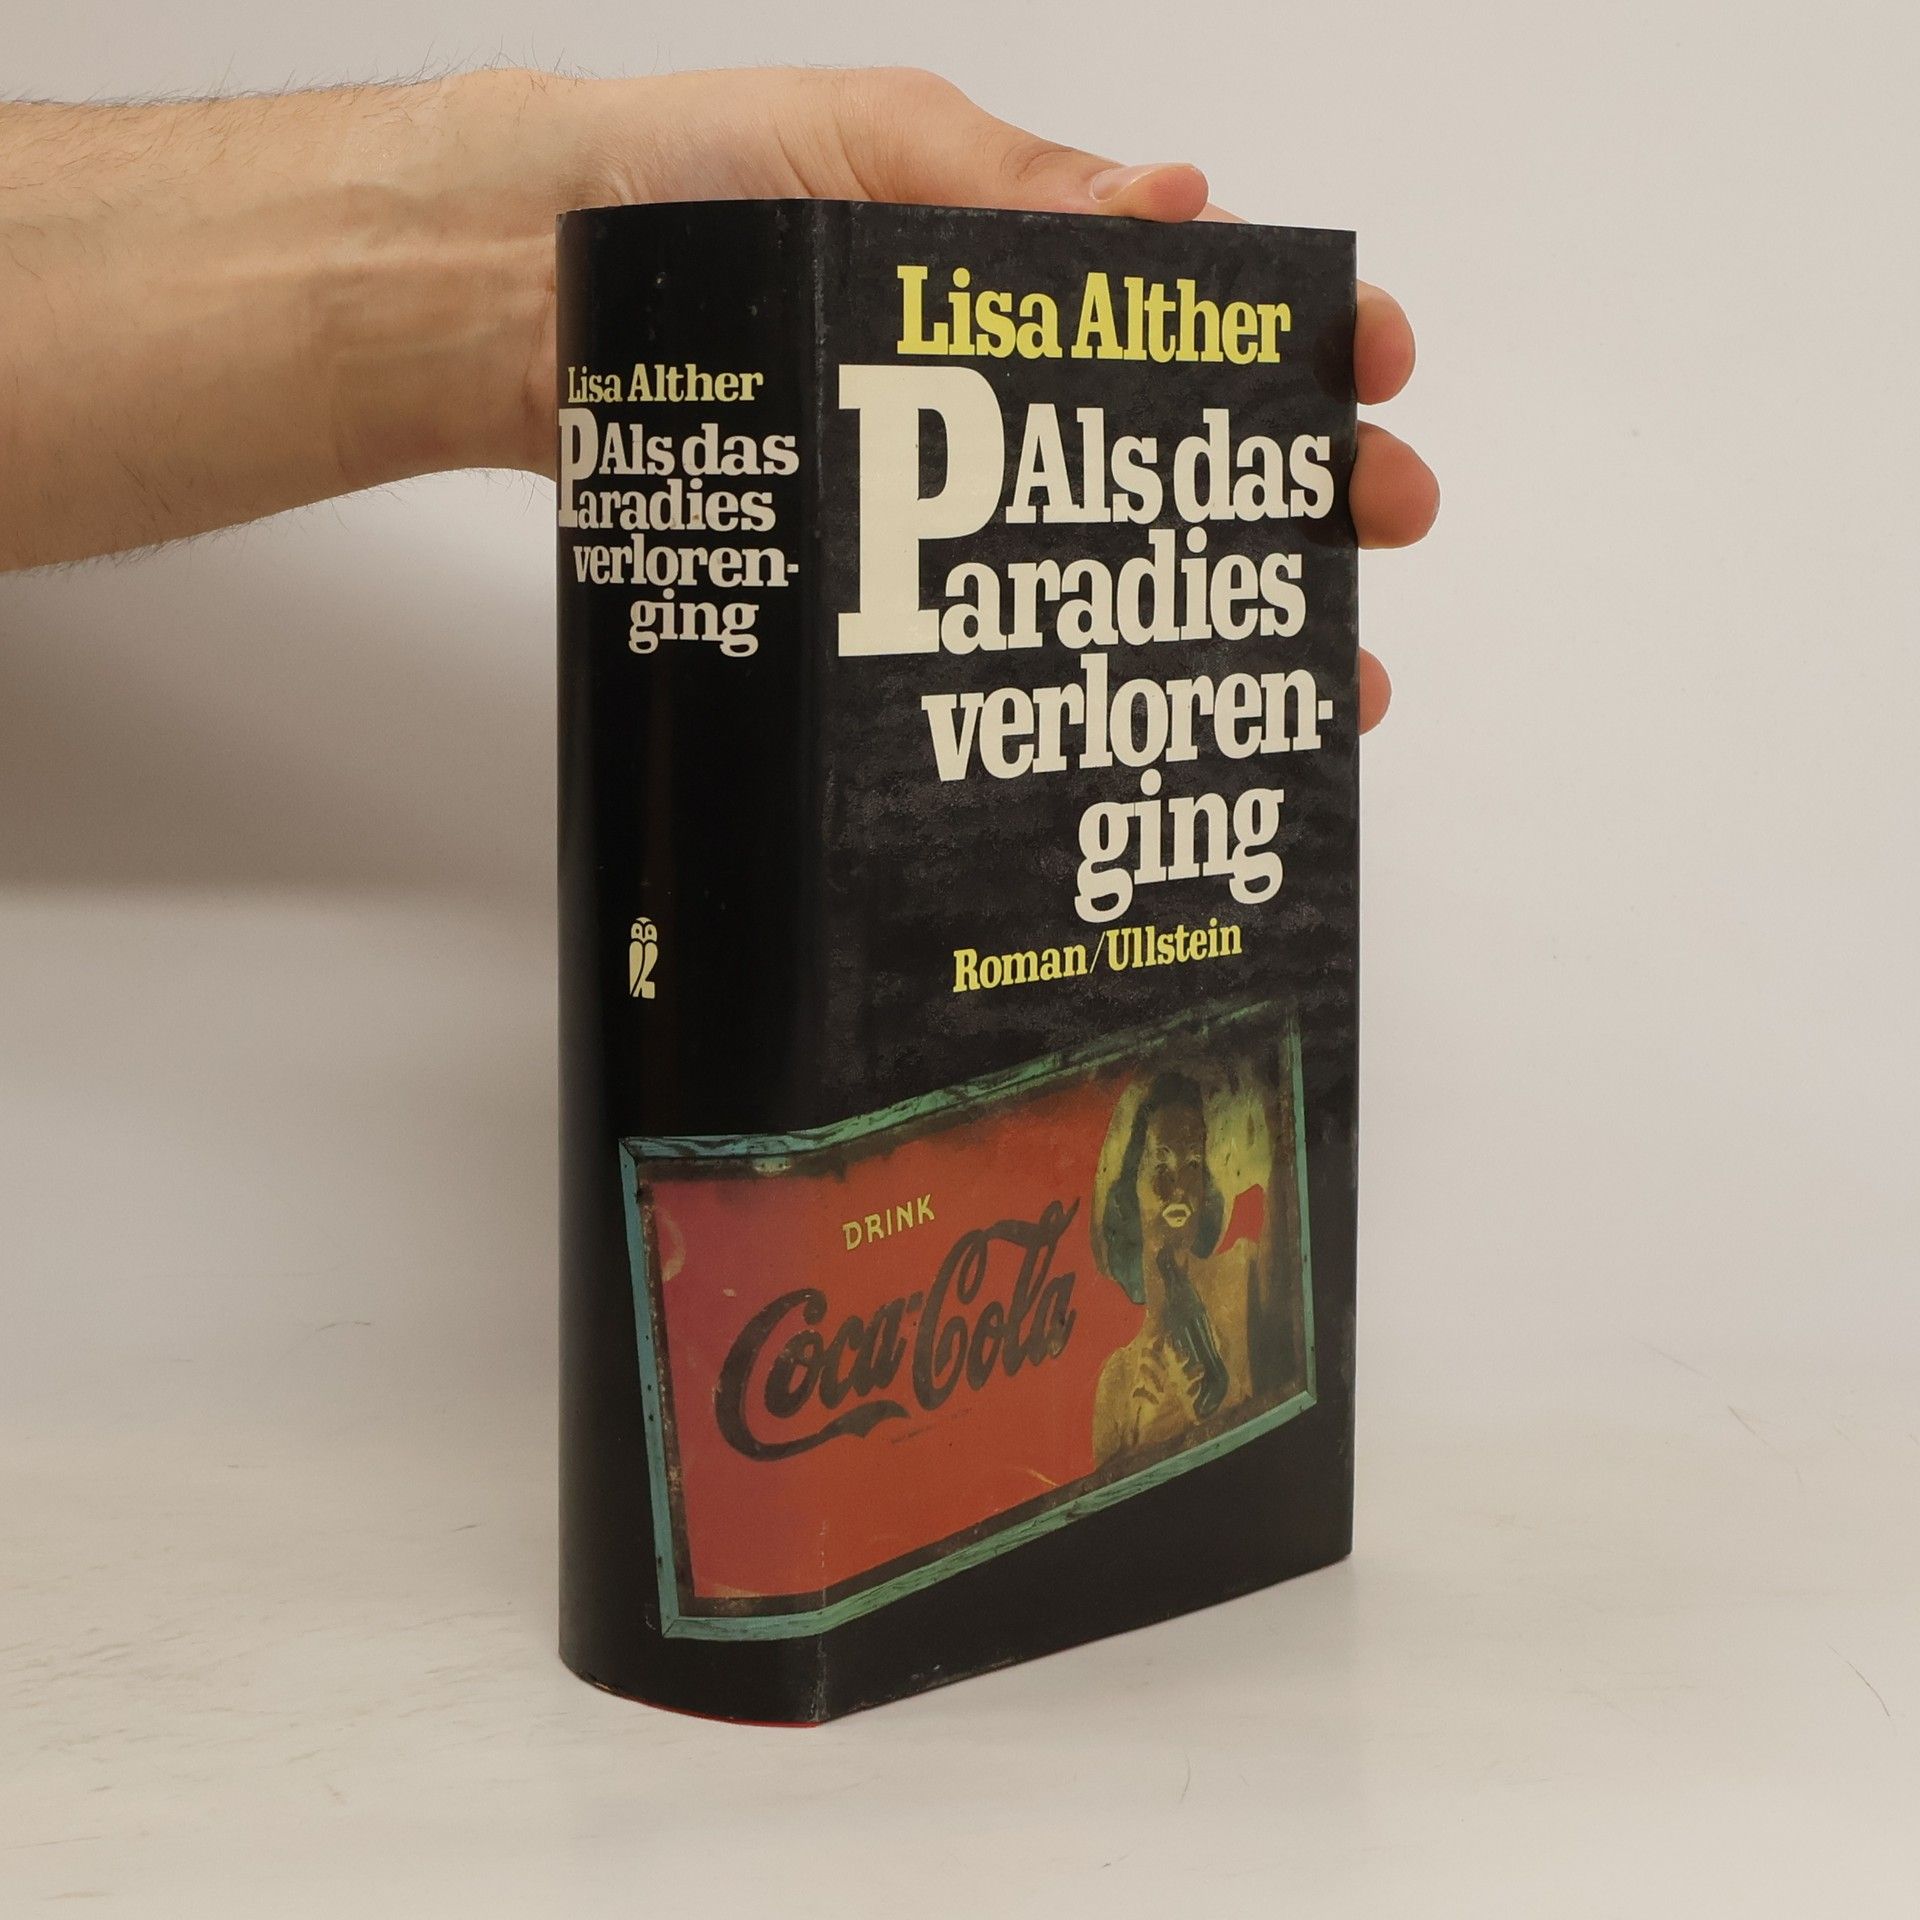 Lisa Alther
Als das
Paradies
verloren-
ging
Lisa Alther
Als das
Paradies
verloren-
ging
Roman/Ullstein
DRINK
Coca-Cola